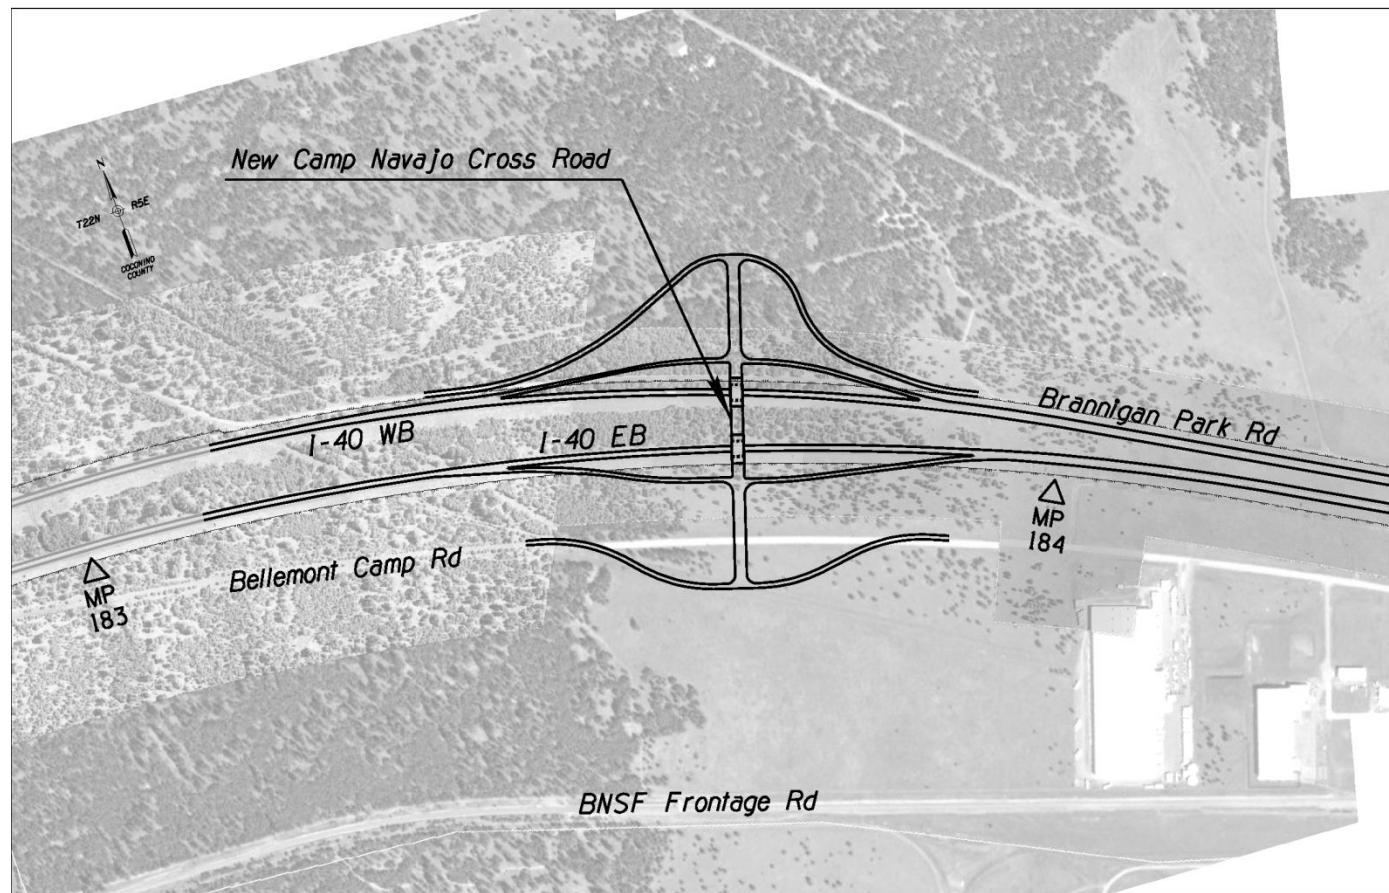 New Camp Navajo Cross Road
N
T22N R5E
COCONINO
COUNTY
Brannigan Park Rd
I-40 WB
I-40 EB
MP
184
Bellemont Camp Rd
MP
183
BNSF Frontage Rd